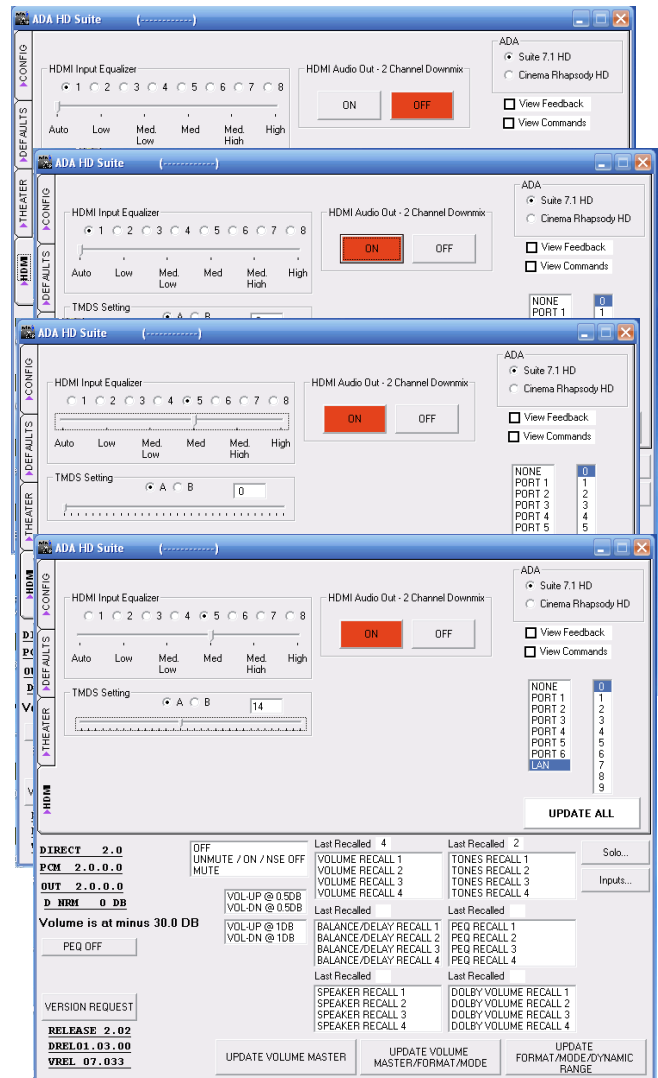 ADA HD Suite (------------)
CONFIG
DEFAULTS
THEATER
HDMI
HDMI Input Equalizer
1 2 3 4 5 6 7 8
Auto Low Med. Low Med Med. High High
HDMI Audio Out - 2 Channel Downmix
ON OFF
ADA
Suite 7.1 HD
Cinema Rhapsody HD
View Feedback
View Commands
ADA HD Suite (------------)
CONFIG
DEFAULTS
HDMI Input Equalizer
1 2 3 4 5 6 7 8
Auto Low Med. Low Med Med. High High
TMDS Setting
A B
HDMI Audio Out - 2 Channel Downmix
ON OFF
ADA
Suite 7.1 HD
Cinema Rhapsody HD
View Feedback
View Commands
NONE 0
PORT 1 1
ADA HD Suite (------------)
CONFIG
DEFAULTS
THEATER
HDMI
HDMI Input Equalizer
1 2 3 4 5 6 7 8
Auto Low Med. Low Med Med. High High
TMDS Setting
A B 0
HDMI Audio Out - 2 Channel Downmix
ON OFF
ADA
Suite 7.1 HD
Cinema Rhapsody HD
View Feedback
View Commands
NONE 0
PORT 1 1
PORT 2 2
PORT 3 3
PORT 4 4
PORT 5 5
ADA HD Suite (------------)
CONFIG
DEFAULTS
THEATER
HDMI
HDMI Input Equalizer
1 2 3 4 5 6 7 8
Auto Low Med. Low Med Med. High High
TMDS Setting
A B 14
HDMI Audio Out - 2 Channel Downmix
ON OFF
ADA
Suite 7.1 HD
Cinema Rhapsody HD
View Feedback
View Commands
NONE 0
PORT 1 1
PORT 2 2
PORT 3 3
PORT 4 4
PORT 5 5
PORT 6 6
LAN 7
8
9
UPDATE ALL
DIRECT 2.0
PCM 2.0.0.0
OUT 2.0.0.0
D NRM 0 DB
Volume is at minus 30.0 DB
PEQ OFF
VERSION REQUEST
RELEASE 2.02
DREL01.03.00
VREL 07.033
OFF
UNMUTE / ON / NSE OFF
MUTE
VOL-UP @ 0.5DB
VOL-DN @ 0.5DB
VOL-UP @ 1DB
VOL-DN @ 1DB
Last Recalled 4
VOLUME RECALL 1
VOLUME RECALL 2
VOLUME RECALL 3
VOLUME RECALL 4
Last Recalled 2
TONES RECALL 1
TONES RECALL 2
TONES RECALL 3
TONES RECALL 4
Solo...
Inputs...
Last Recalled
BALANCE/DELAY RECALL 1
BALANCE/DELAY RECALL 2
BALANCE/DELAY RECALL 3
BALANCE/DELAY RECALL 4
Last Recalled
PEQ RECALL 1
PEQ RECALL 2
PEQ RECALL 3
PEQ RECALL 4
Last Recalled
SPEAKER RECALL 1
SPEAKER RECALL 2
SPEAKER RECALL 3
SPEAKER RECALL 4
Last Recalled
DOLBY VOLUME RECALL 1
DOLBY VOLUME RECALL 2
DOLBY VOLUME RECALL 3
DOLBY VOLUME RECALL 4
UPDATE VOLUME MASTER
UPDATE VOLUME
MASTER/FORMAT/MODE
UPDATE
FORMAT/MODE/DYNAMIC
RANGE